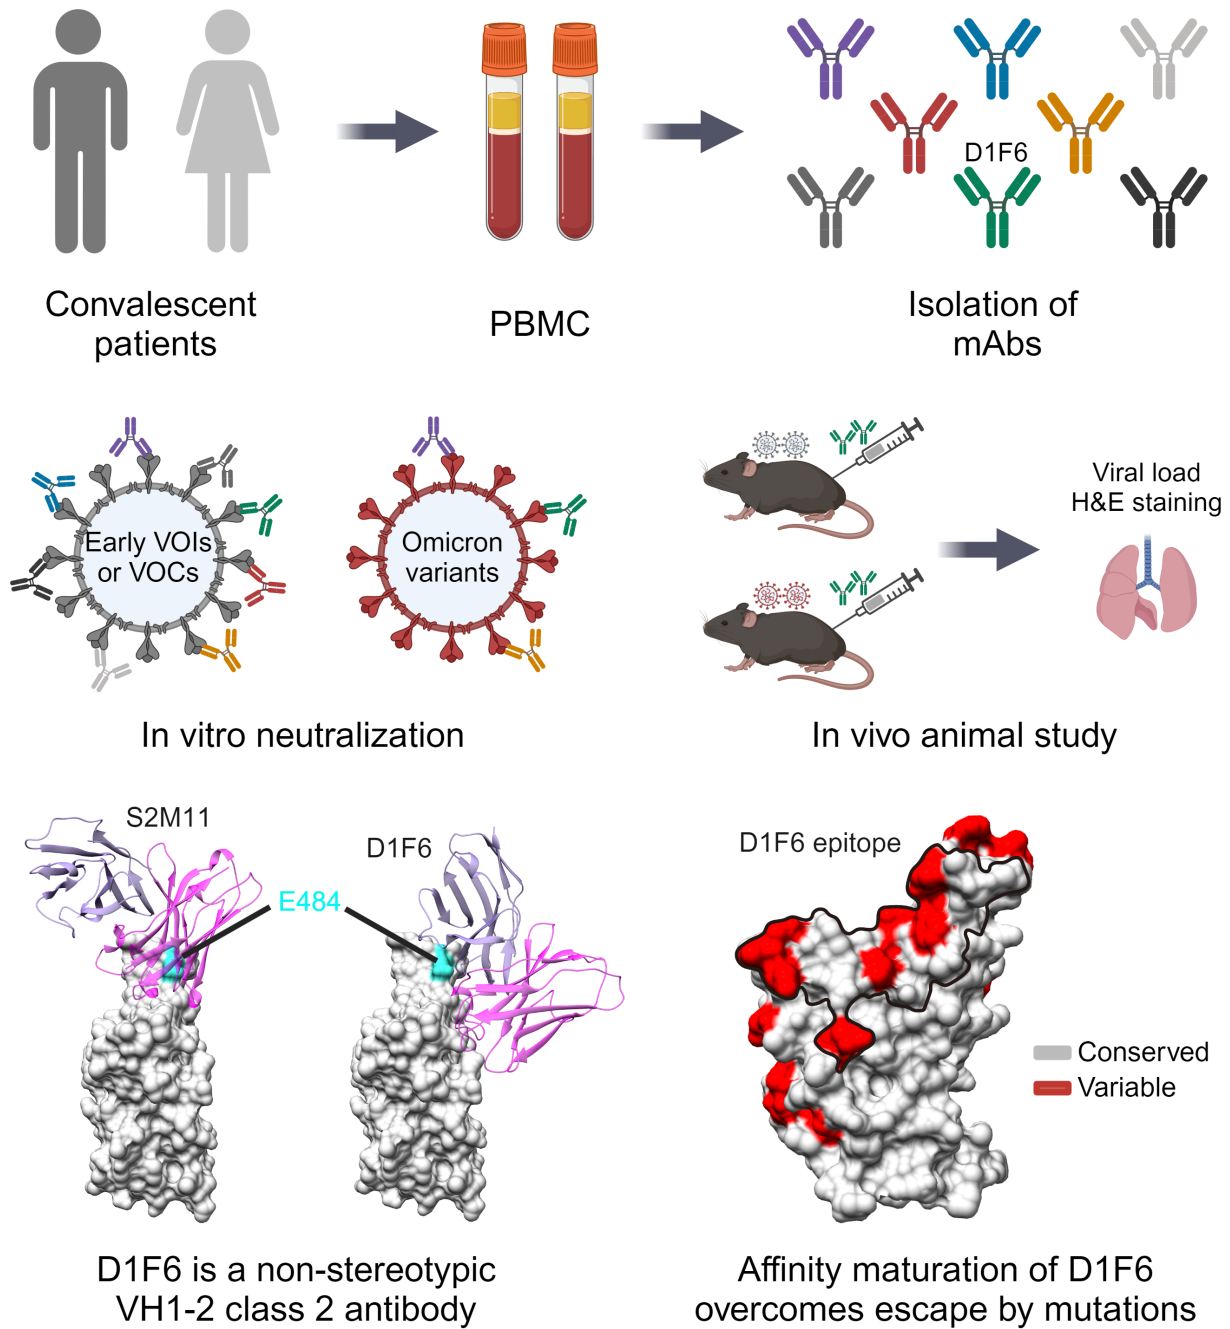 D1F6
Convalescent
patients
PBMC
Isolation of
mAbs
Early VOIs
or VOCs
Omicron
variants
Viral load
H&E staining
In vitro neutralization
In vivo animal study
S2M11
D1F6
E484
D1F6 epitope
Conserved
Variable
D1F6 is a non-stereotypic
VH1-2 class 2 antibody
Affinity maturation of D1F6
overcomes escape by mutations